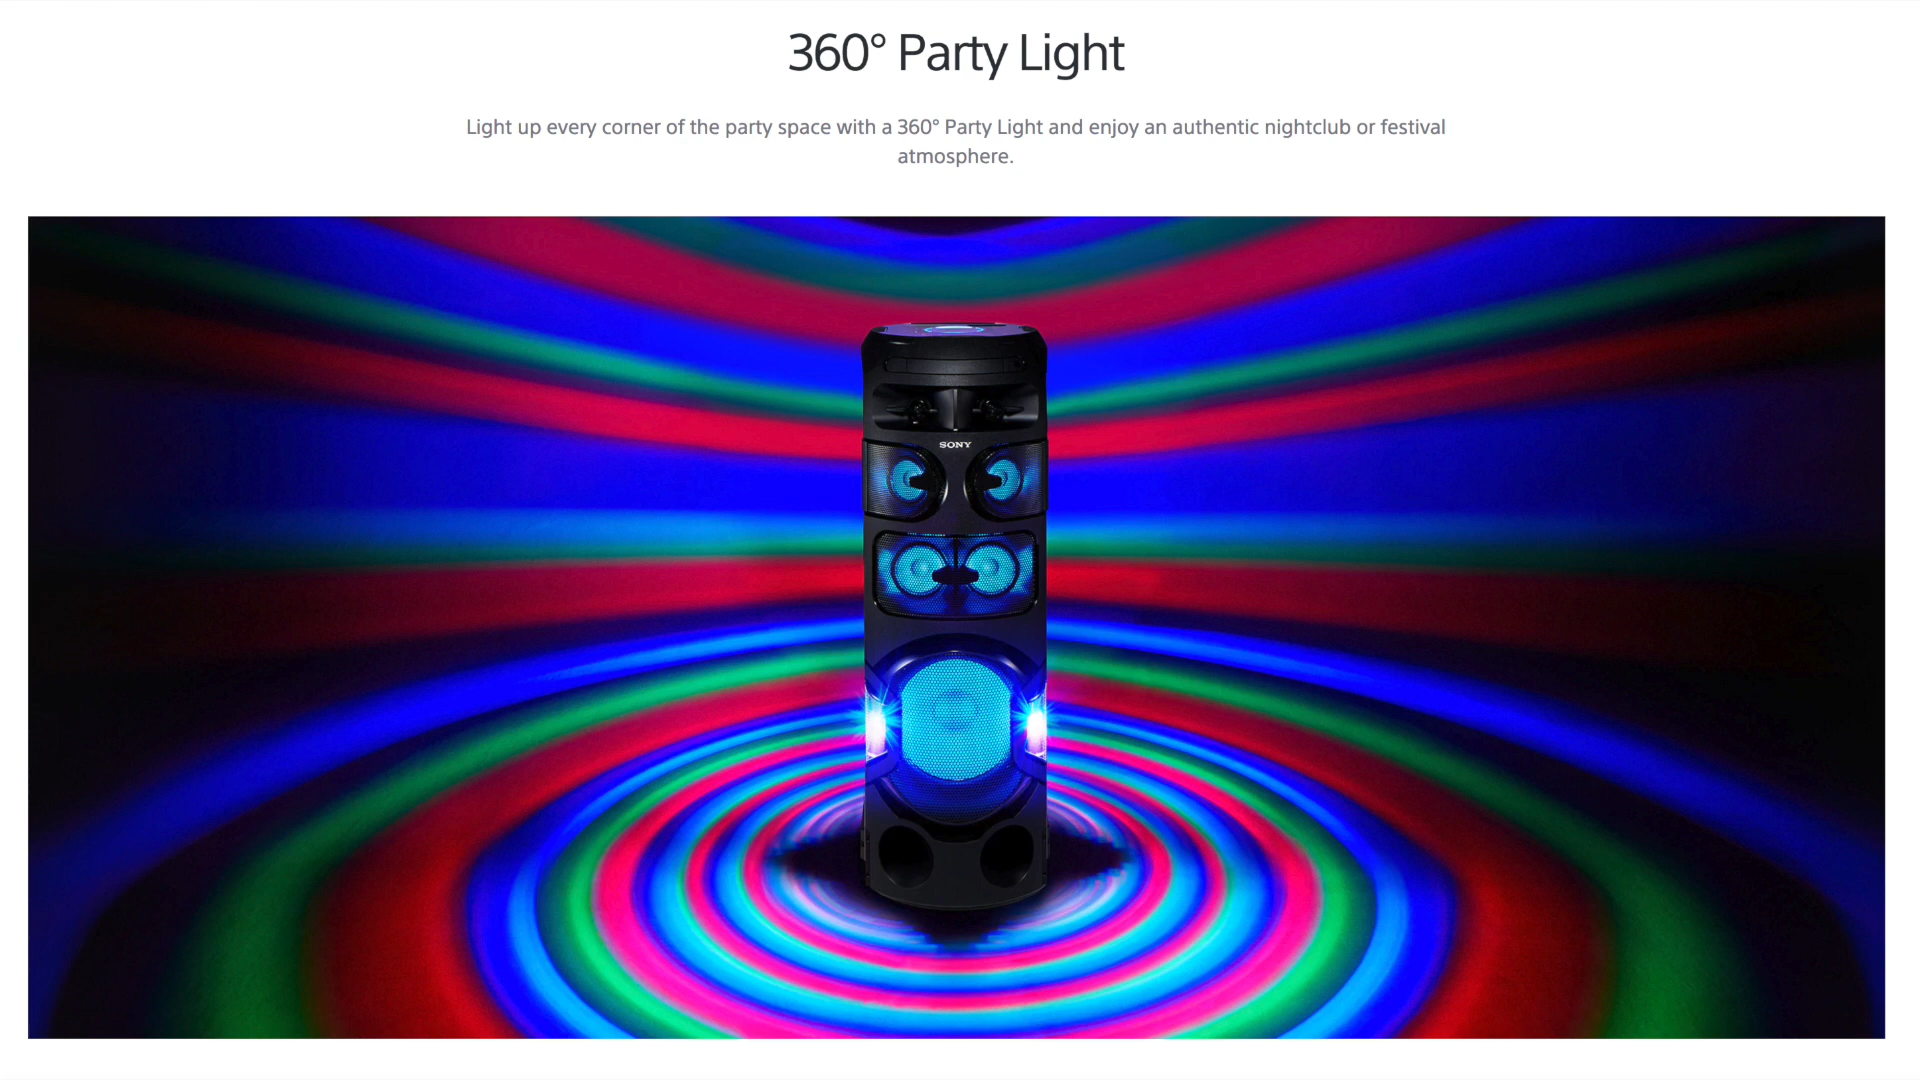 360° Party Light
Light up every corner of the party space with a 360° Party Light and enjoy an authentic nightclub or festival
atmosphere.
SONY